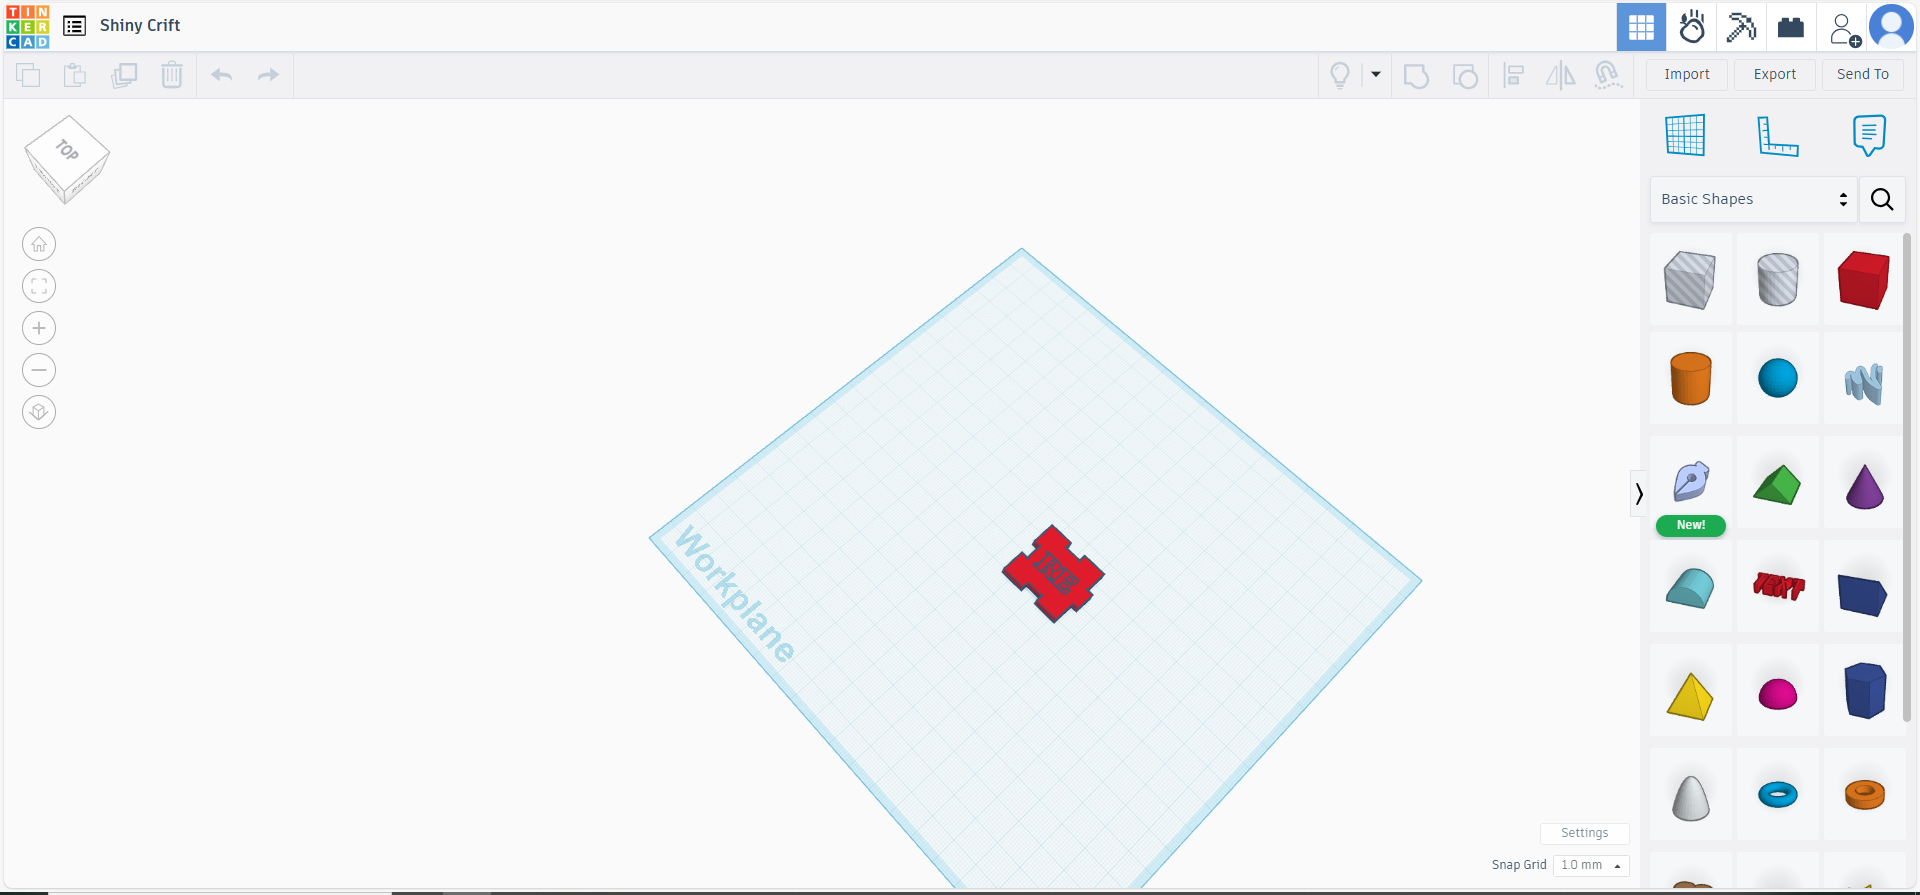 TIN
KER
CAD
Shiny Crift
Import
Export
Send To
TOP
Basic Shapes
New!
TEXT
Workplane
Settings
Snap Grid 1.0 mm